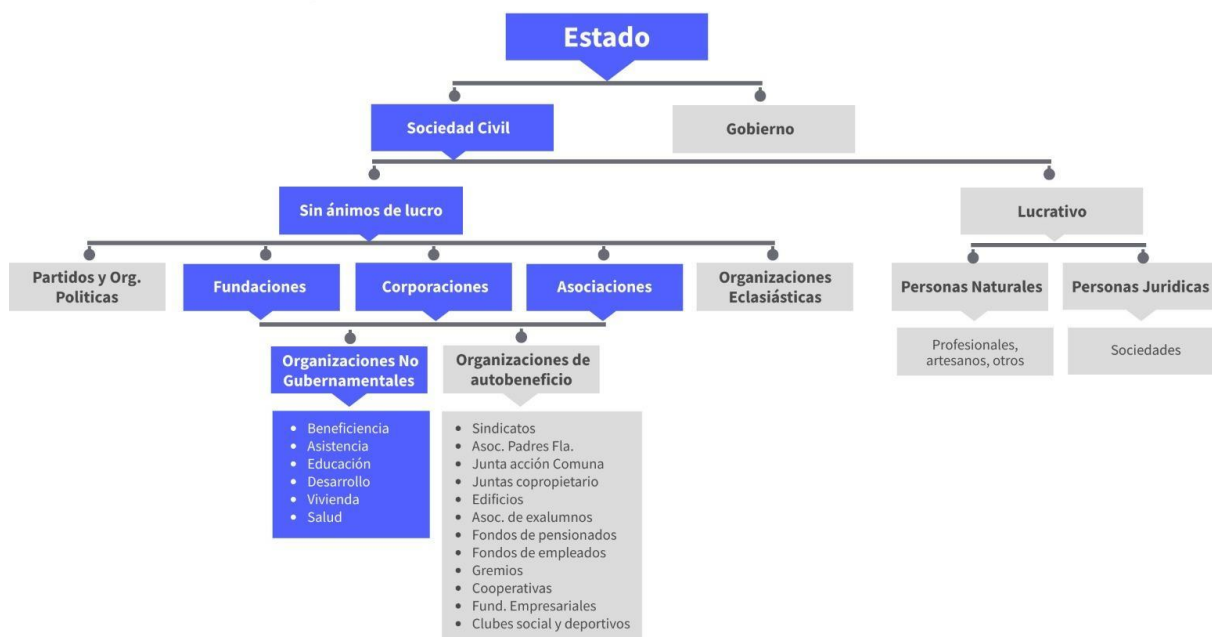 Estado
Sociedad Civil
Gobierno
Sin ánimos de lucro
Lucrativo
Partidos y Org.
Politicas
Fundaciones
Corporaciones
Asociaciones
Organizaciones
Eclasiásticas
Personas Naturales
Personas Juridicas
Profesionales,
artesanos, otros
Sociedades
Organizaciones No
Gubernamentales
Organizaciones de
autobeneficio
• Beneficiencia
• Asistencia
• Educación
• Desarrollo
• Vivienda
• Salud
• Sindicatos
• Asoc. Padres Fla.
• Junta acción Comuna
• Juntas copropietario
• Edificios
• Asoc. de exalumnos
• Fondos de pensionados
• Fondos de empleados
• Gremios
• Cooperativas
• Fund. Empresariales
• Clubes social y deportivos